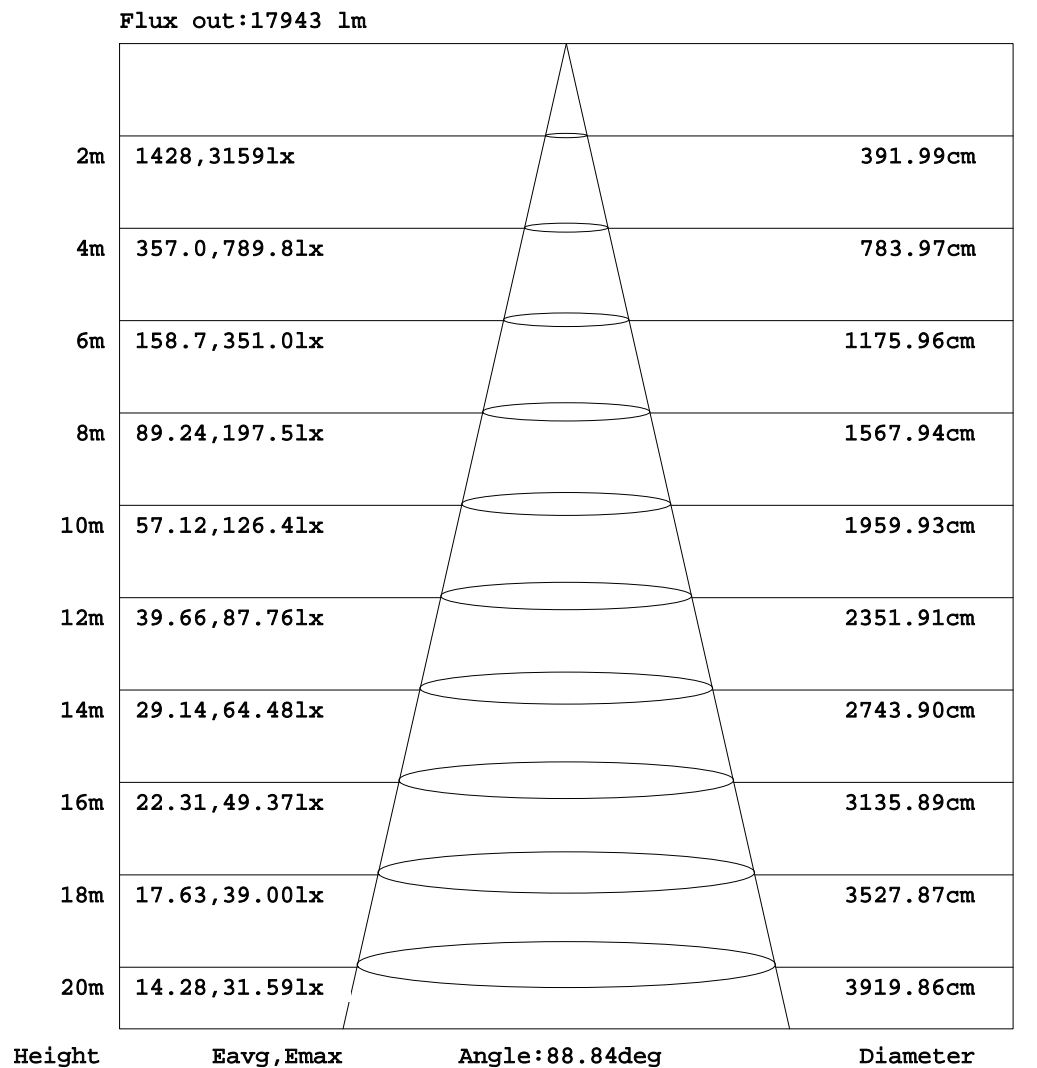 Flux out:17943 lm
2m 1428,3159lx 391.99cm
4m 357.0,789.8lx 783.97cm
6m 158.7,351.0lx 1175.96cm
8m 89.24,197.5lx 1567.94cm
10m 57.12,126.4lx 1959.93cm
12m 39.66,87.76lx 2351.91cm
14m 29.14,64.48lx 2743.90cm
16m 22.31,49.37lx 3135.89cm
18m 17.63,39.00lx 3527.87cm
20m 14.28,31.59lx 3919.86cm
Height Eavg,Emax Angle:88.84deg Diameter